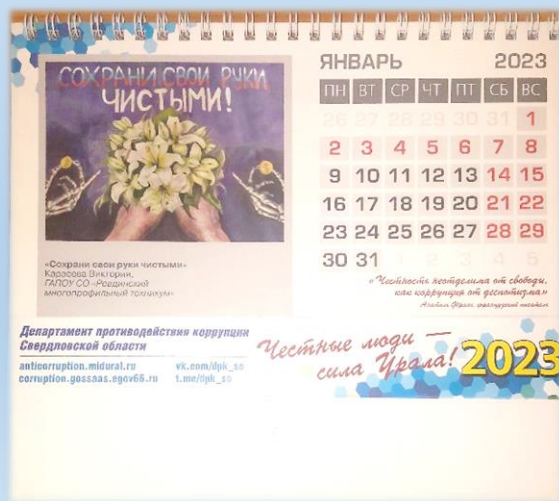 СОХРАНИ СВОИ РУКИ
ЧИСТЫМИ!
«Сохрани свои руки чистыми»
Карасова Виктории,
ГАПОУ СО «Ревдинский
многопрофильный техникум»
ЯНВАРЬ 2023
ПН ВТ СР ЧТ ПТ СБ ВС
26 27 28 29 30 31 1
2 3 4 5 6 7 8
9 10 11 12 13 14 15
16 17 18 19 20 21 22
23 24 25 26 27 28 29
30 31 1 2 3 4 5
«Честность неотделима от свободы,
как коррупция от деспотизма»
Анатоль Франс, французский писатель
Департамент противодействия коррупции
Свердловской области
anticorruption.midural.ru vk.com/dpk_so
corruption.gossaas.egov66.ru t.me/dpk_so
Честные люди —
сила Урала! 2023